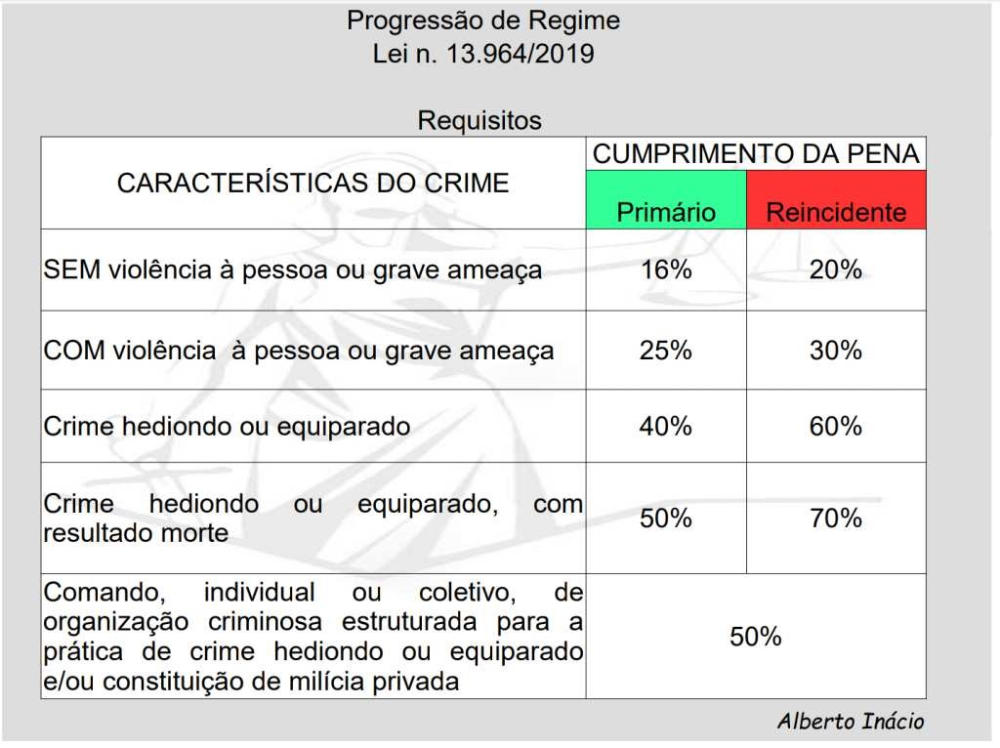 Progressão de Regime
Lei n. 13.964/2019
Requisitos
CARACTERÍSTICAS DO CRIME
CUMPRIMENTO DA PENA
Primário
Reincidente
SEM violência à pessoa ou grave ameaça
16%
20%
COM violência à pessoa ou grave ameaça
25%
30%
Crime hediondo ou equiparado
40%
60%
Crime hediondo ou equiparado, com
resultado morte
50%
70%
Comando, individual ou coletivo, de
organização criminosa estruturada para a
prática de crime hediondo ou equiparado
e/ou constituição de milícia privada
50%
Alberto Inácio